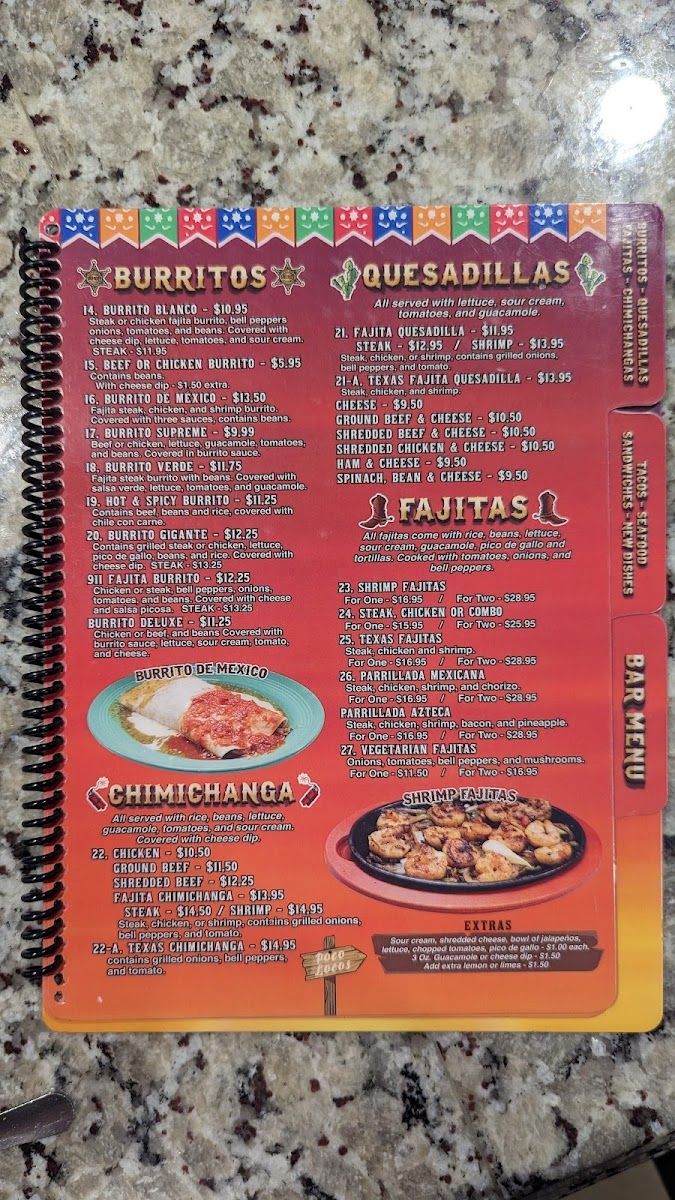 BURRITOS
14. BURRITO BLANCO - $10.95
Steak or chicken fajita burrito, bell peppers
onions, tomatoes, and beans. Covered with
cheese dip, lettuce, tomatoes, and sour cream.
STEAK - $11.95
15. BEEF OR CHICKEN BURRITO - $5.95
Contains beans.
With cheese dip - $1.50 extra.
16. BURRITO DE MÉXICO - $13.50
Fajita steak, chicken, and shrimp burrito.
Covered with three sauces, contains beans.
17. BURRITO SUPREME - $9.99
Beef or chicken, lettuce, guacamole, tomatoes,
and beans. Covered in burrito sauce.
18. BURRITO VERDE - $11.75
Fajita steak burrito with beans. Covered with
salsa verde, lettuce, tomatoes, and guacamole.
19. HOT & SPICY BURRITO - $11.25
Contains beef, beans and rice, covered with
chile con carne.
20. BURRITO GIGANTE - $12.25
Contains grilled steak or chicken, lettuce,
pico de gallo, beans, and rice. Covered with
cheese dip. STEAK - $13.25
911 FAJITA BURRITO - $12.25
Chicken or steak, bell peppers, onions,
tomatoes, and beans. Covered with cheese
and salsa picosa. STEAK - $13.25
BURRITO DELUXE - $11.25
Chicken or beef, and beans Covered with
burrito sauce, lettuce, sour cream, tomato,
and cheese.
BURRITO DE MEXICO
CHIMICHANGA
All served with rice, beans, lettuce,
guacamole, tomatoes, and sour cream.
Covered with cheese dip.
22. CHICKEN - $10.50
GROUND BEEF - $11.50
SHREDDED BEEF - $12.25
FAJITA CHIMICHANGA - $13.95
STEAK - $14.50 / SHRIMP - $14.95
Steak, chicken, or shrimp, contains grilled onions,
bell peppers, and tomato.
22-A. TEXAS CHIMICHANGA - $14.95
contains grilled onions, bell peppers,
and tomato.
POCO
LOCOS
QUESADILLAS
All served with lettuce, sour cream,
tomatoes, and guacamole.
21. FAJITA QUESADILLA - $11.95
STEAK - $12.95 / SHRIMP - $13.95
Steak, chicken, or shrimp, contains grilled onions,
bell peppers, and tomato.
21-A. TEXAS FAJITA QUESADILLA - $13.95
Steak, chicken, and shrimp.
CHEESE - $9.50
GROUND BEEF & CHEESE - $10.50
SHREDDED BEEF & CHEESE - $10.50
SHREDDED CHICKEN & CHEESE - $10.50
HAM & CHEESE - $9.50
SPINACH, BEAN & CHEESE - $9.50
FAJITAS
All fajitas come with rice, beans, lettuce,
sour cream, guacamole, pico de gallo and
tortillas. Cooked with tomatoes, onions, and
bell peppers.
23. SHRIMP FAJITAS
For One - $16.95 / For Two - $28.95
24. STEAK, CHICKEN OR COMBO
For One - $15.95 / For Two - $25.95
25. TEXAS FAJITAS
Steak, chicken and shrimp.
For One - $16.95 / For Two - $28.95
26. PARRILLADA MEXICANA
Steak, chicken, shrimp, and chorizo.
For One - $16.95 / For Two - $28.95
PARRILLADA AZTECA
Steak, chicken, shrimp, bacon, and pineapple.
For One - $16.95 / For Two - $28.95
27. VEGETARIAN FAJITAS
Onions, tomatoes, bell peppers, and mushrooms.
For One - $11.50 / For Two - $16.95
SHRIMP FAJITAS
EXTRAS
Sour cream, shredded cheese, bowl of jalapeños,
lettuce, chopped tomatoes, pico de gallo - $1.00 each.
3 Oz. Guacamole or cheese dip - $1.50
Add extra lemon or limes - $1.50
BURRITOS - QUESADILLAS
FAJITAS - CHIMICHANGAS
TACOS - SEAFOOD
SANDWICHES - NEW DISHES
BAR MENU